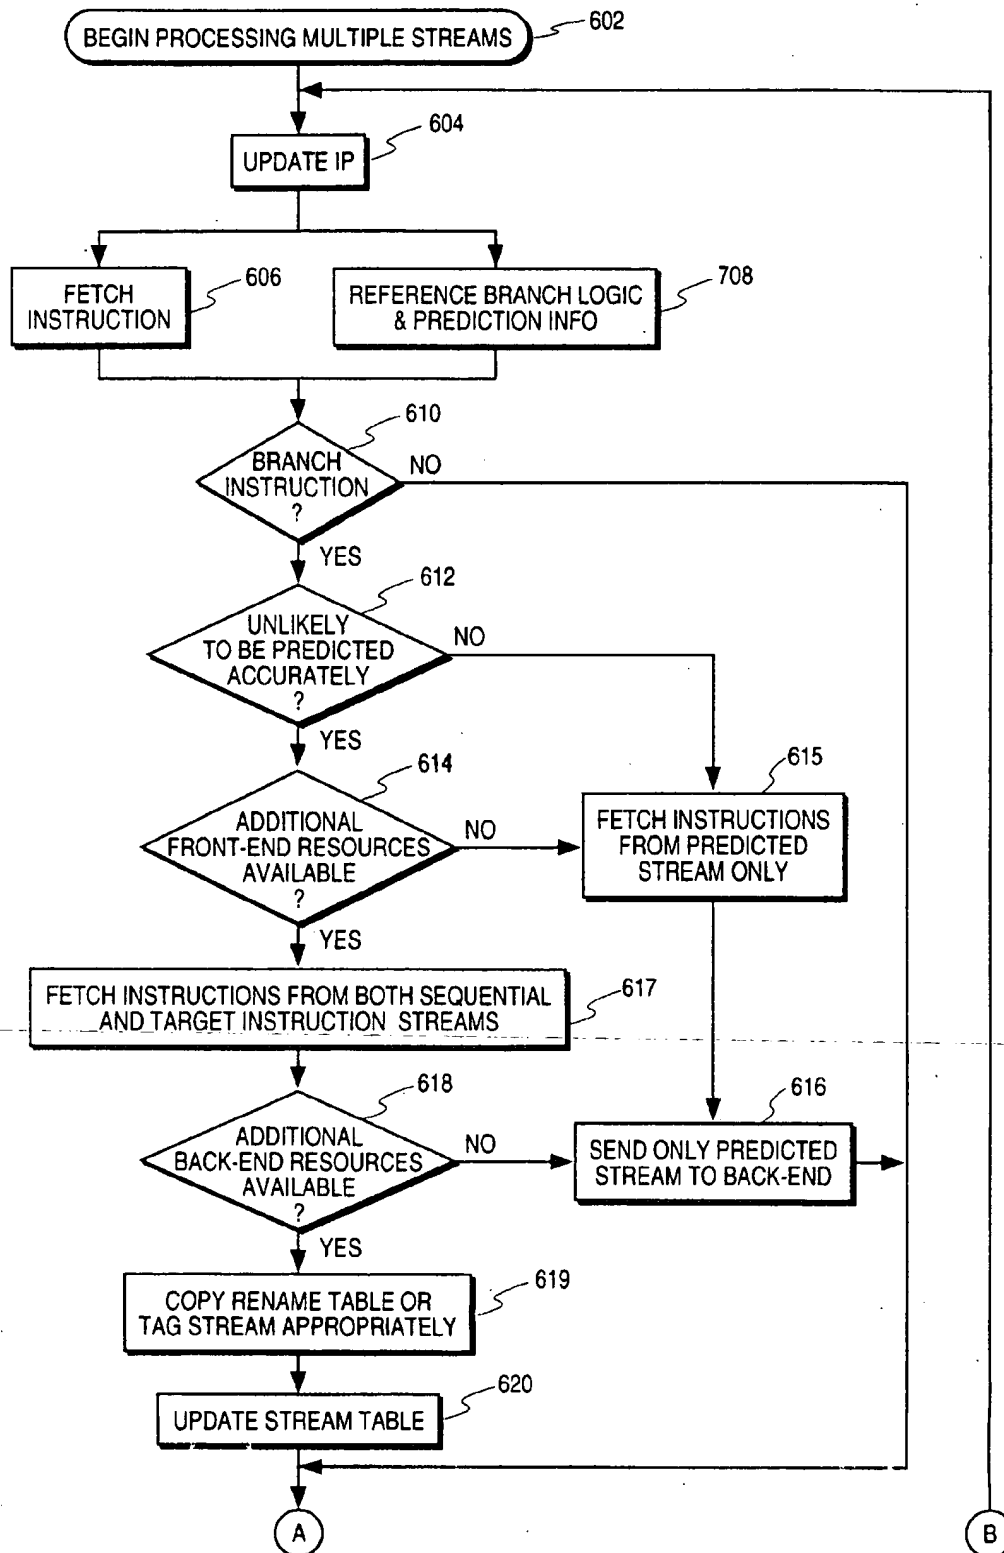 BEGIN PROCESSING MULTIPLE STREAMS
602
604
UPDATE IP
606
FETCH
INSTRUCTION
708
REFERENCE BRANCH LOGIC
& PREDICTION INFO
610
BRANCH
INSTRUCTION
?
NO
YES
612
UNLIKELY
TO BE PREDICTED
ACCURATELY
?
NO
YES
614
ADDITIONAL
FRONT-END RESOURCES
AVAILABLE
?
NO
YES
615
FETCH INSTRUCTIONS
FROM PREDICTED
STREAM ONLY
FETCH INSTRUCTIONS FROM BOTH SEQUENTIAL
AND TARGET INSTRUCTION STREAMS
617
618
ADDITIONAL
BACK-END RESOURCES
AVAILABLE
?
NO
YES
616
SEND ONLY PREDICTED
STREAM TO BACK-END
619
COPY RENAME TABLE OR
TAG STREAM APPROPRIATELY
620
UPDATE STREAM TABLE
A
B